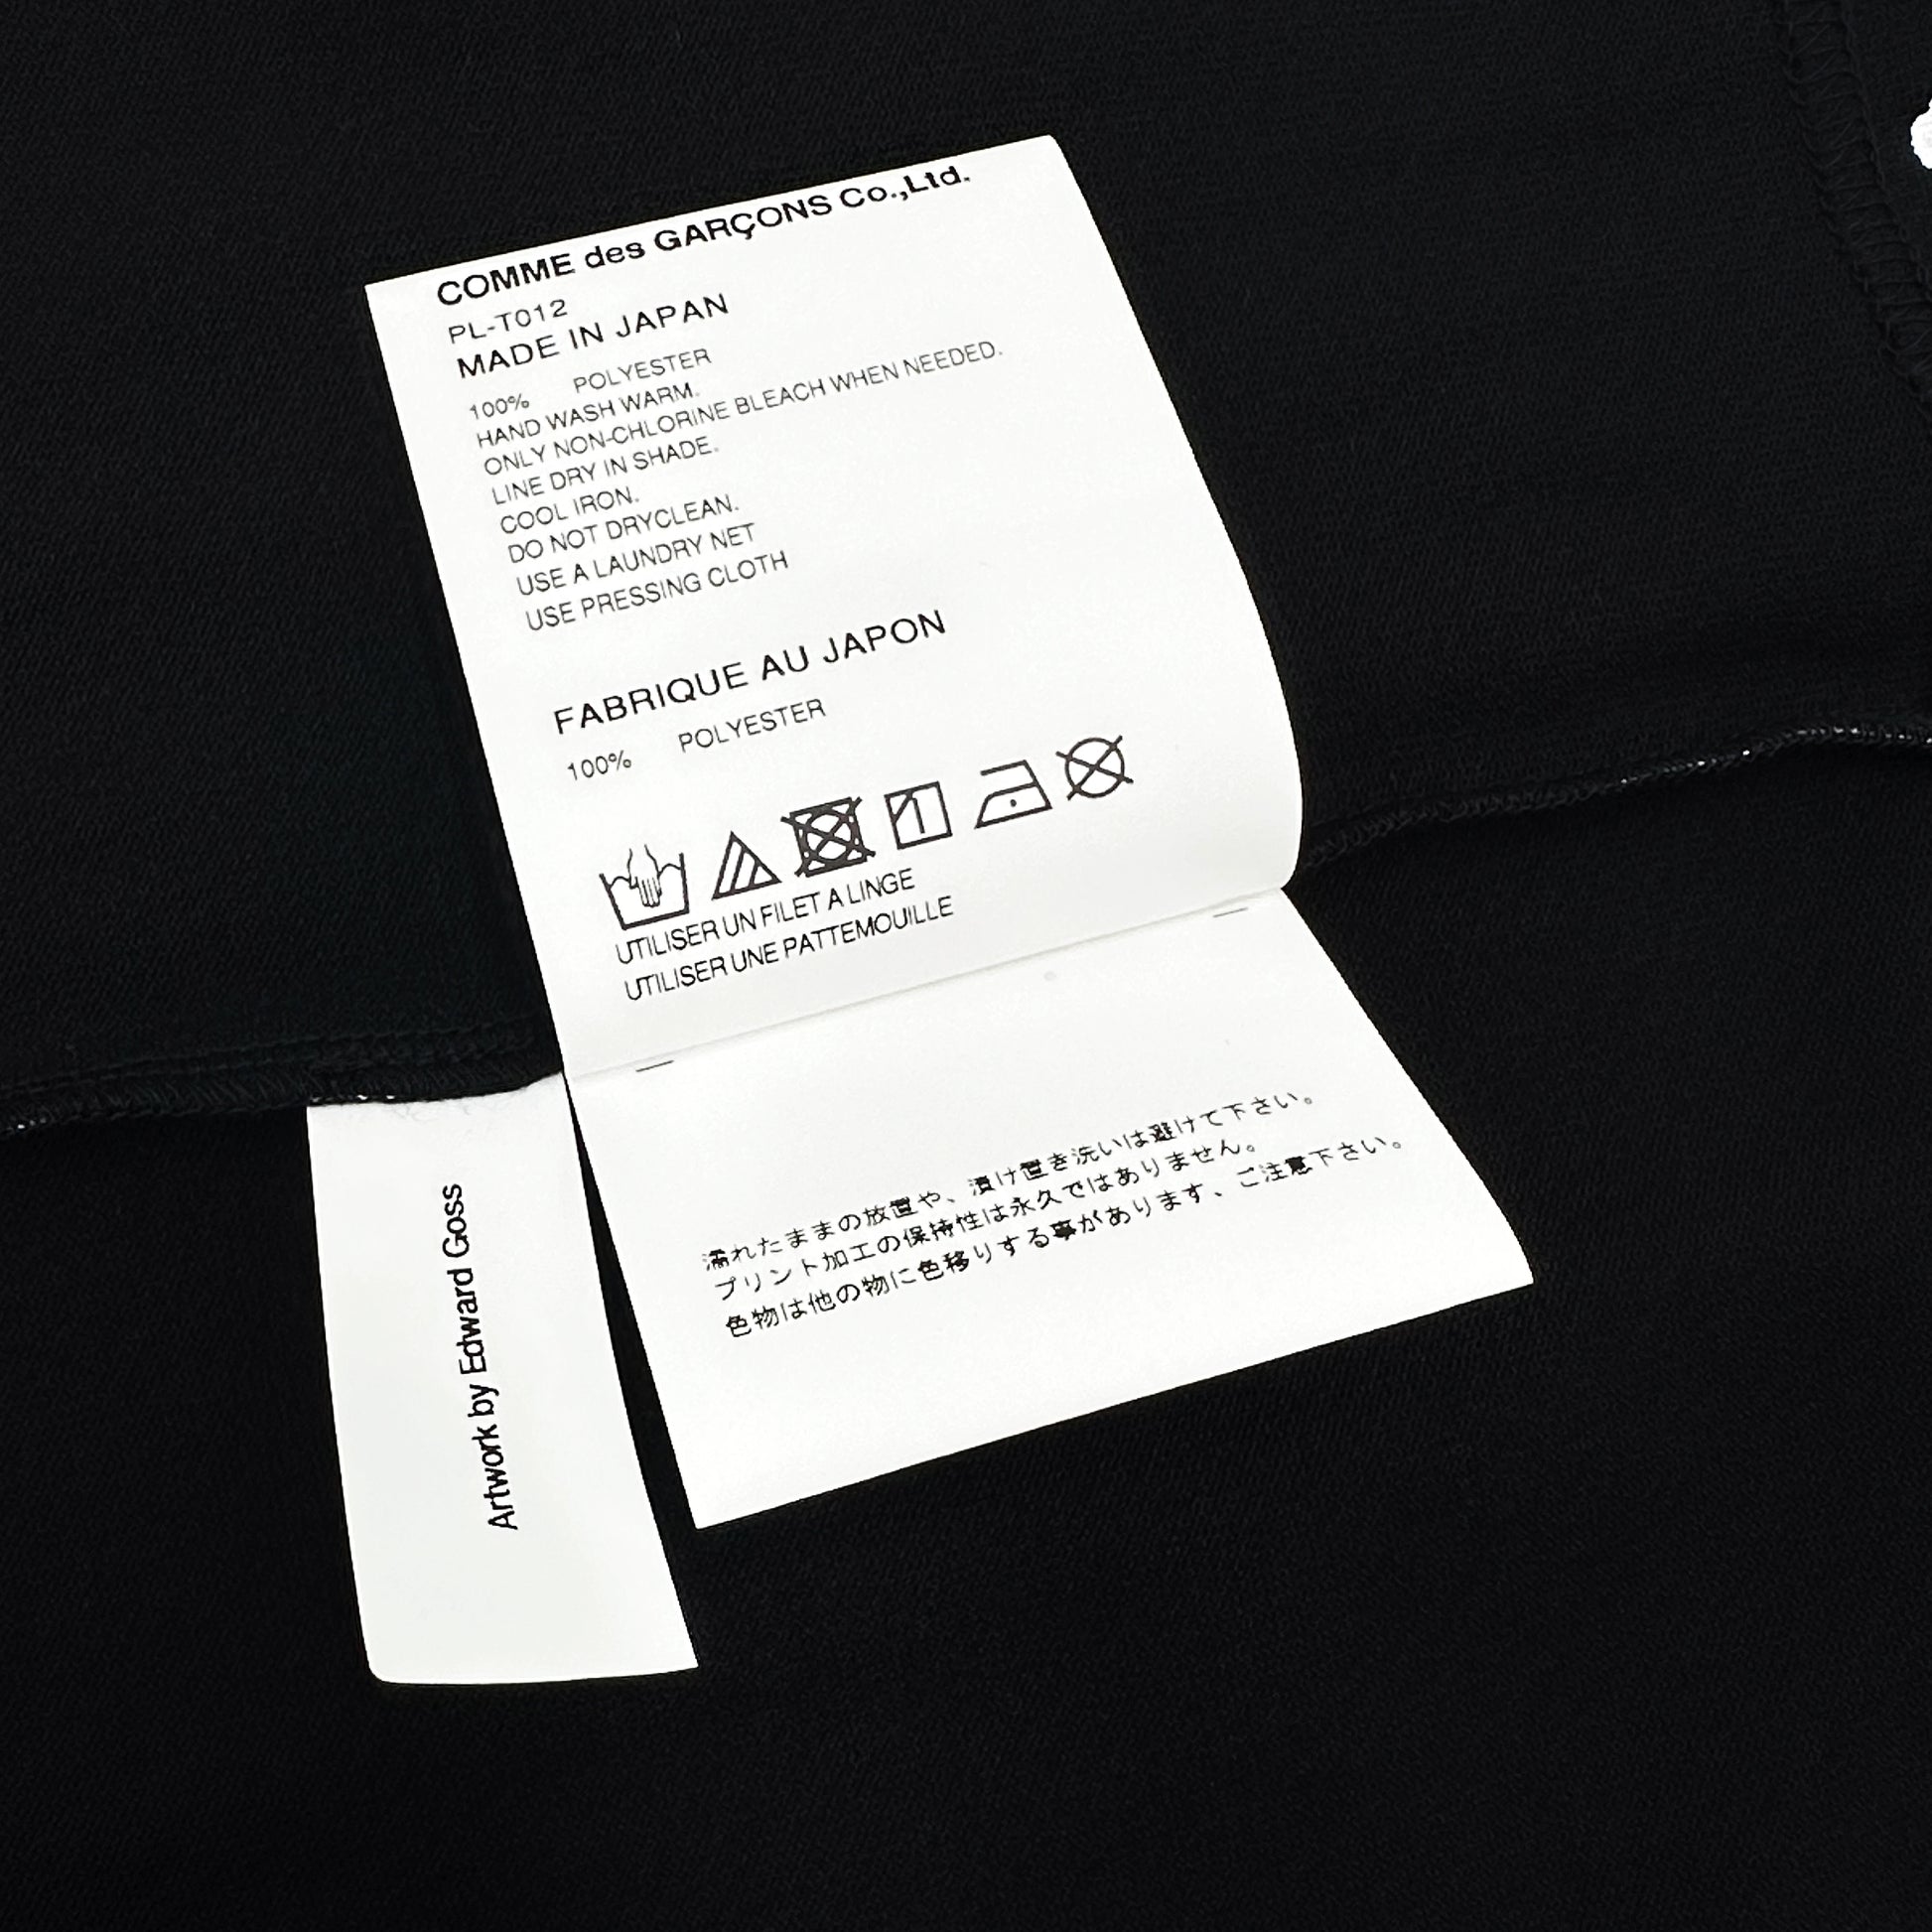 COMME des GARÇONS Co.,Ltd.
PL-T012
MADE IN JAPAN
100% POLYESTER
HAND WASH WARM.
ONLY NON-CHLORINE BLEACH WHEN NEEDED.
LINE DRY IN SHADE.
COOL IRON.
DO NOT DRYCLEAN.
USE A LAUNDRY NET
USE PRESSING CLOTH
FABRIQUE AU JAPON
100% POLYESTER
UTILISER UN FILET A LINGE
UTILISER UNE PATTEMOUILLE
濡れたままの放置や、漬け置き洗いは避けて下さい。
プリント加工の保持性は永久ではありません。
色物は他の物に色移りする事があります、ご注意下さい。
Artwork by Edward Goss